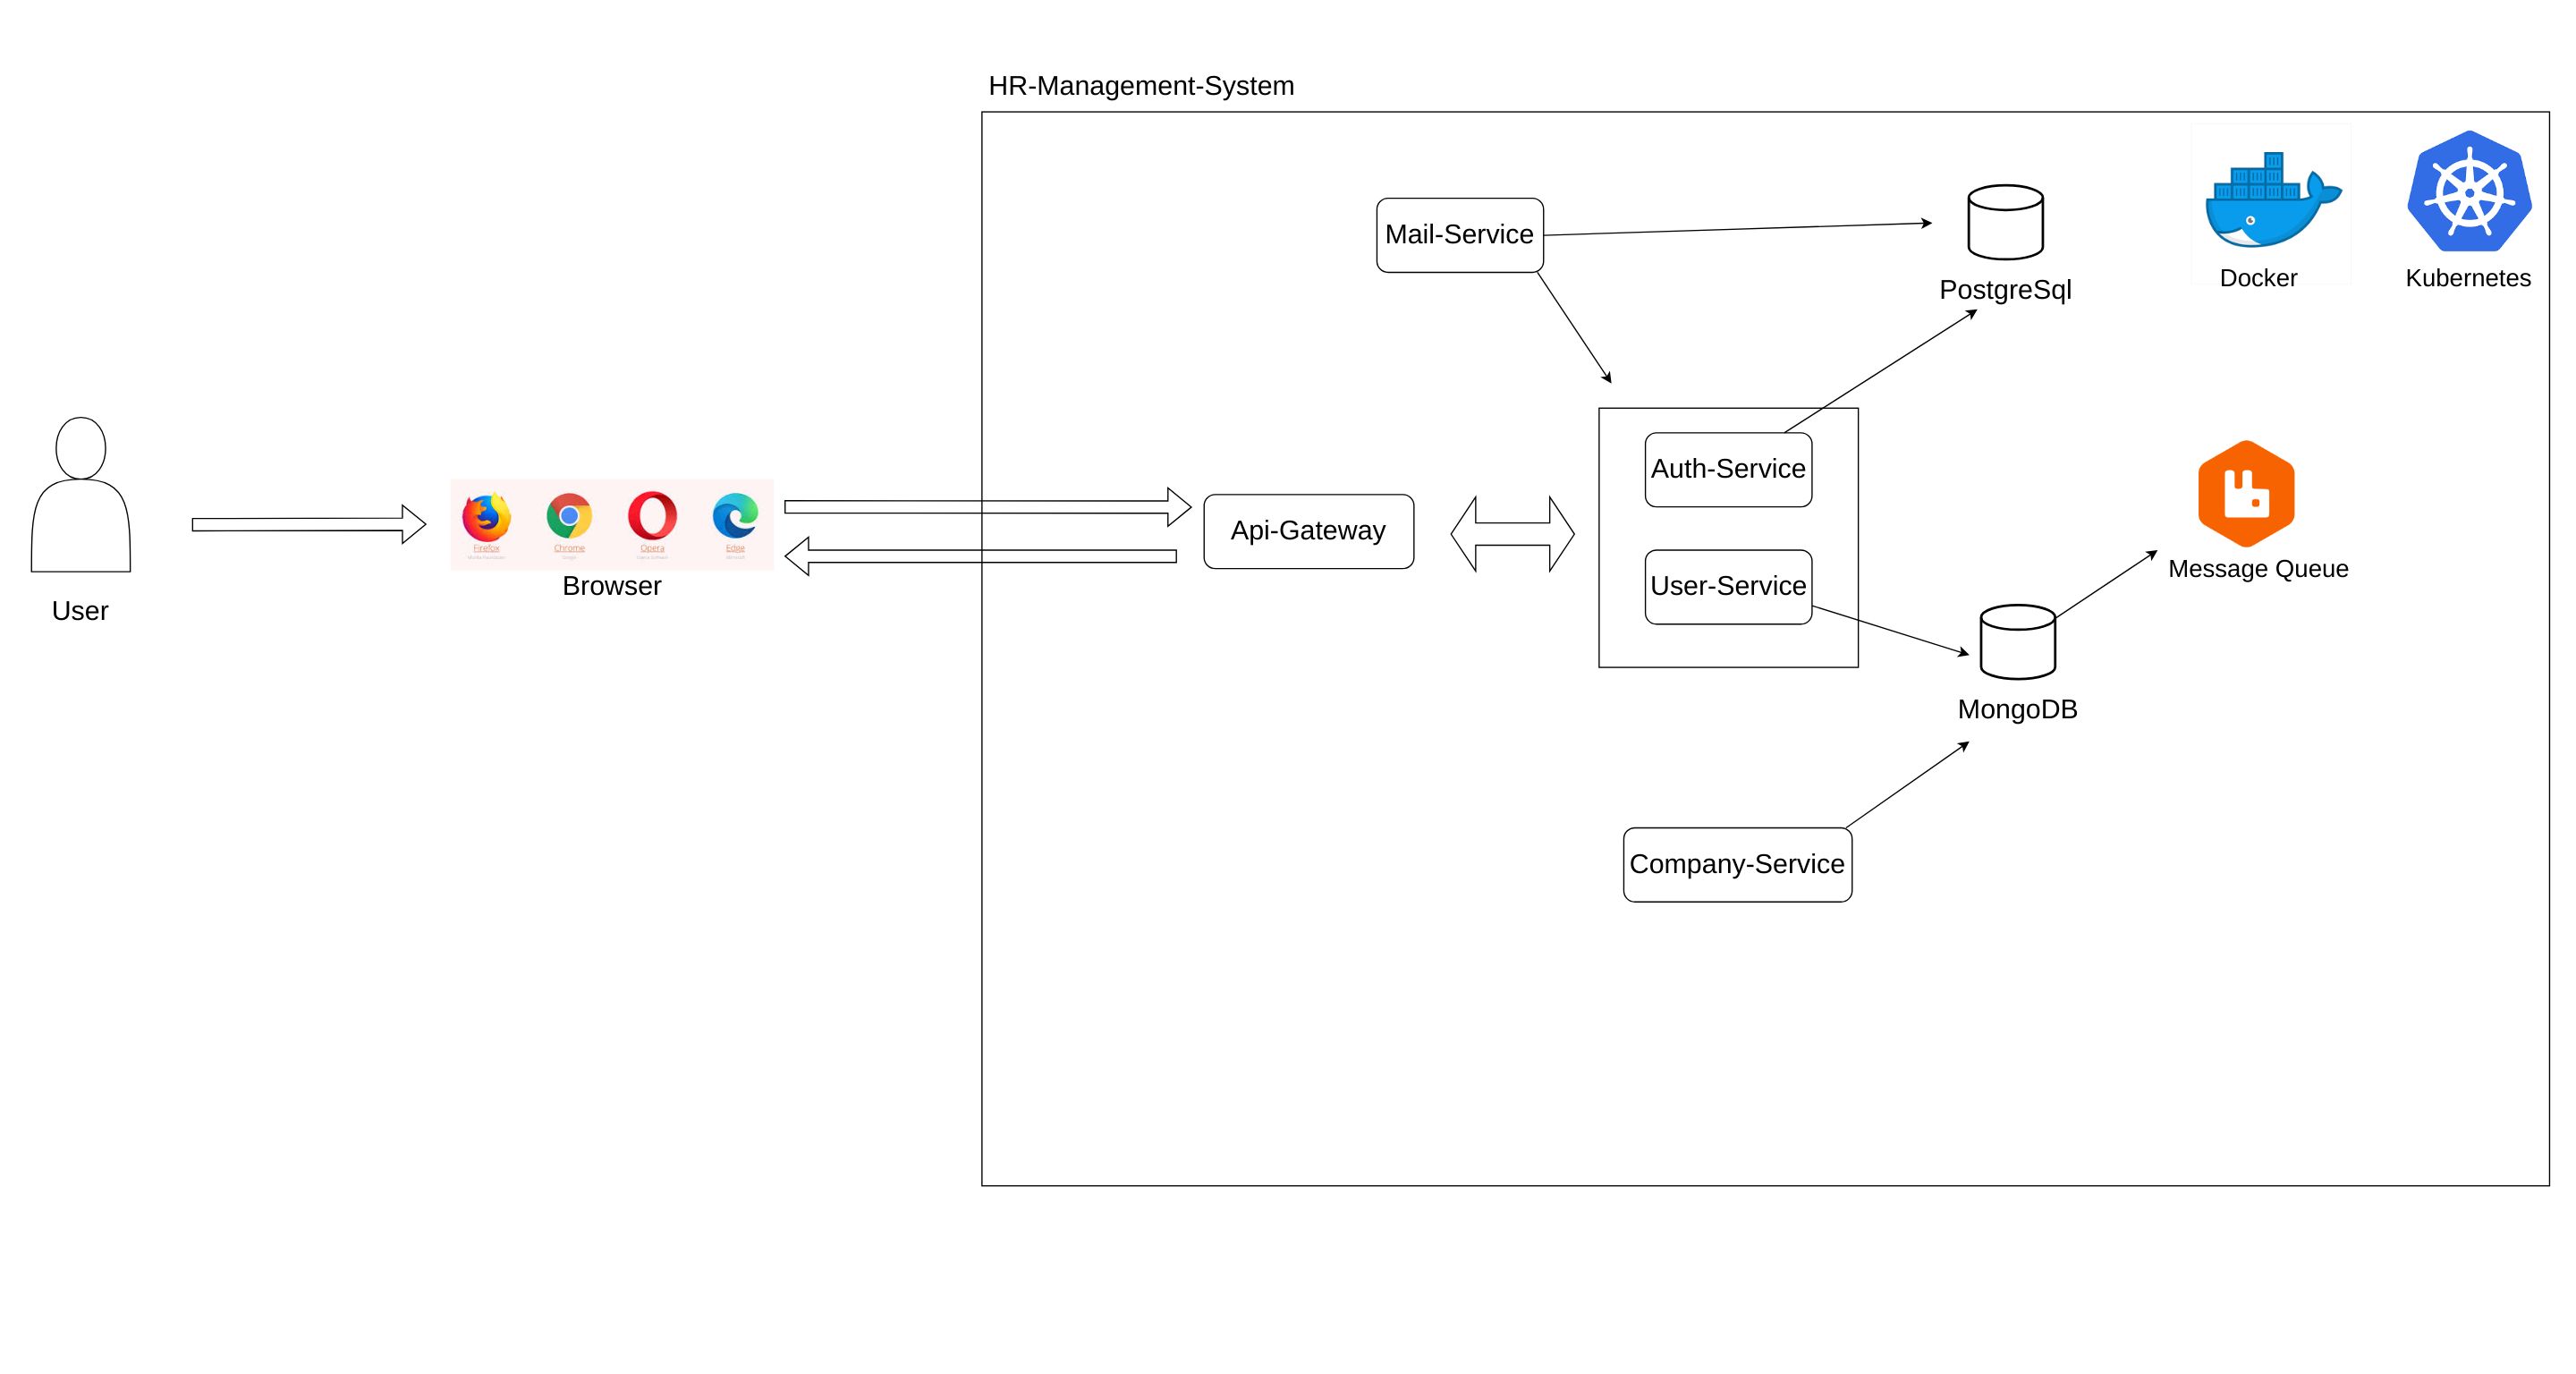 HR-Management-System
Mail-Service
PostgreSql
Docker
Kubernetes
Auth-Service
Api-Gateway
User-Service
Firefox
Chrome
Opera
Edge
Browser
User
Message Queue
MongoDB
Company-Service